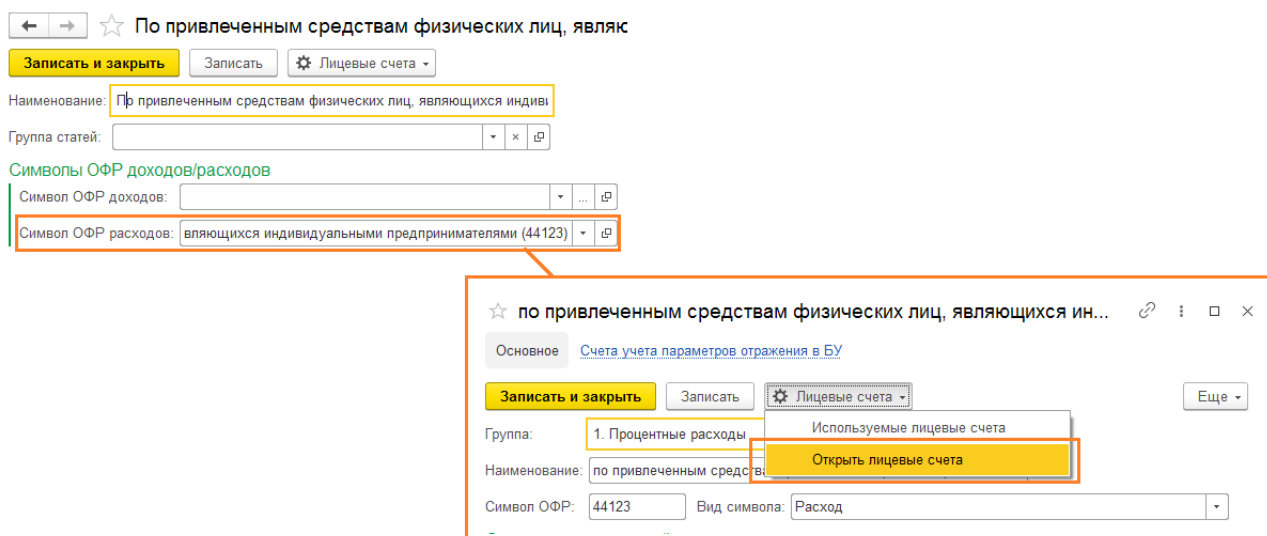 По привлеченным средствам физических лиц, являю
Записать и закрыть Записать Лицевые счета
Наименование: По привлеченным средствам физических лиц, являющихся индиви
Группа статей:
Символы ОФР доходов/расходов
Символ ОФР доходов:
Символ ОФР расходов: вляющихся индивидуальными предпринимателями (44123)
по привлеченным средствам физических лиц, являющихся ин...
Основное Счета учета параметров отражения в БУ
Записать и закрыть Записать Лицевые счета Еще
Используемые лицевые счета
Группа: 1. Процентные расходы
Открыть лицевые счета
Наименование: по привлеченным средства
Символ ОФР: 44123 Вид символа: Расход